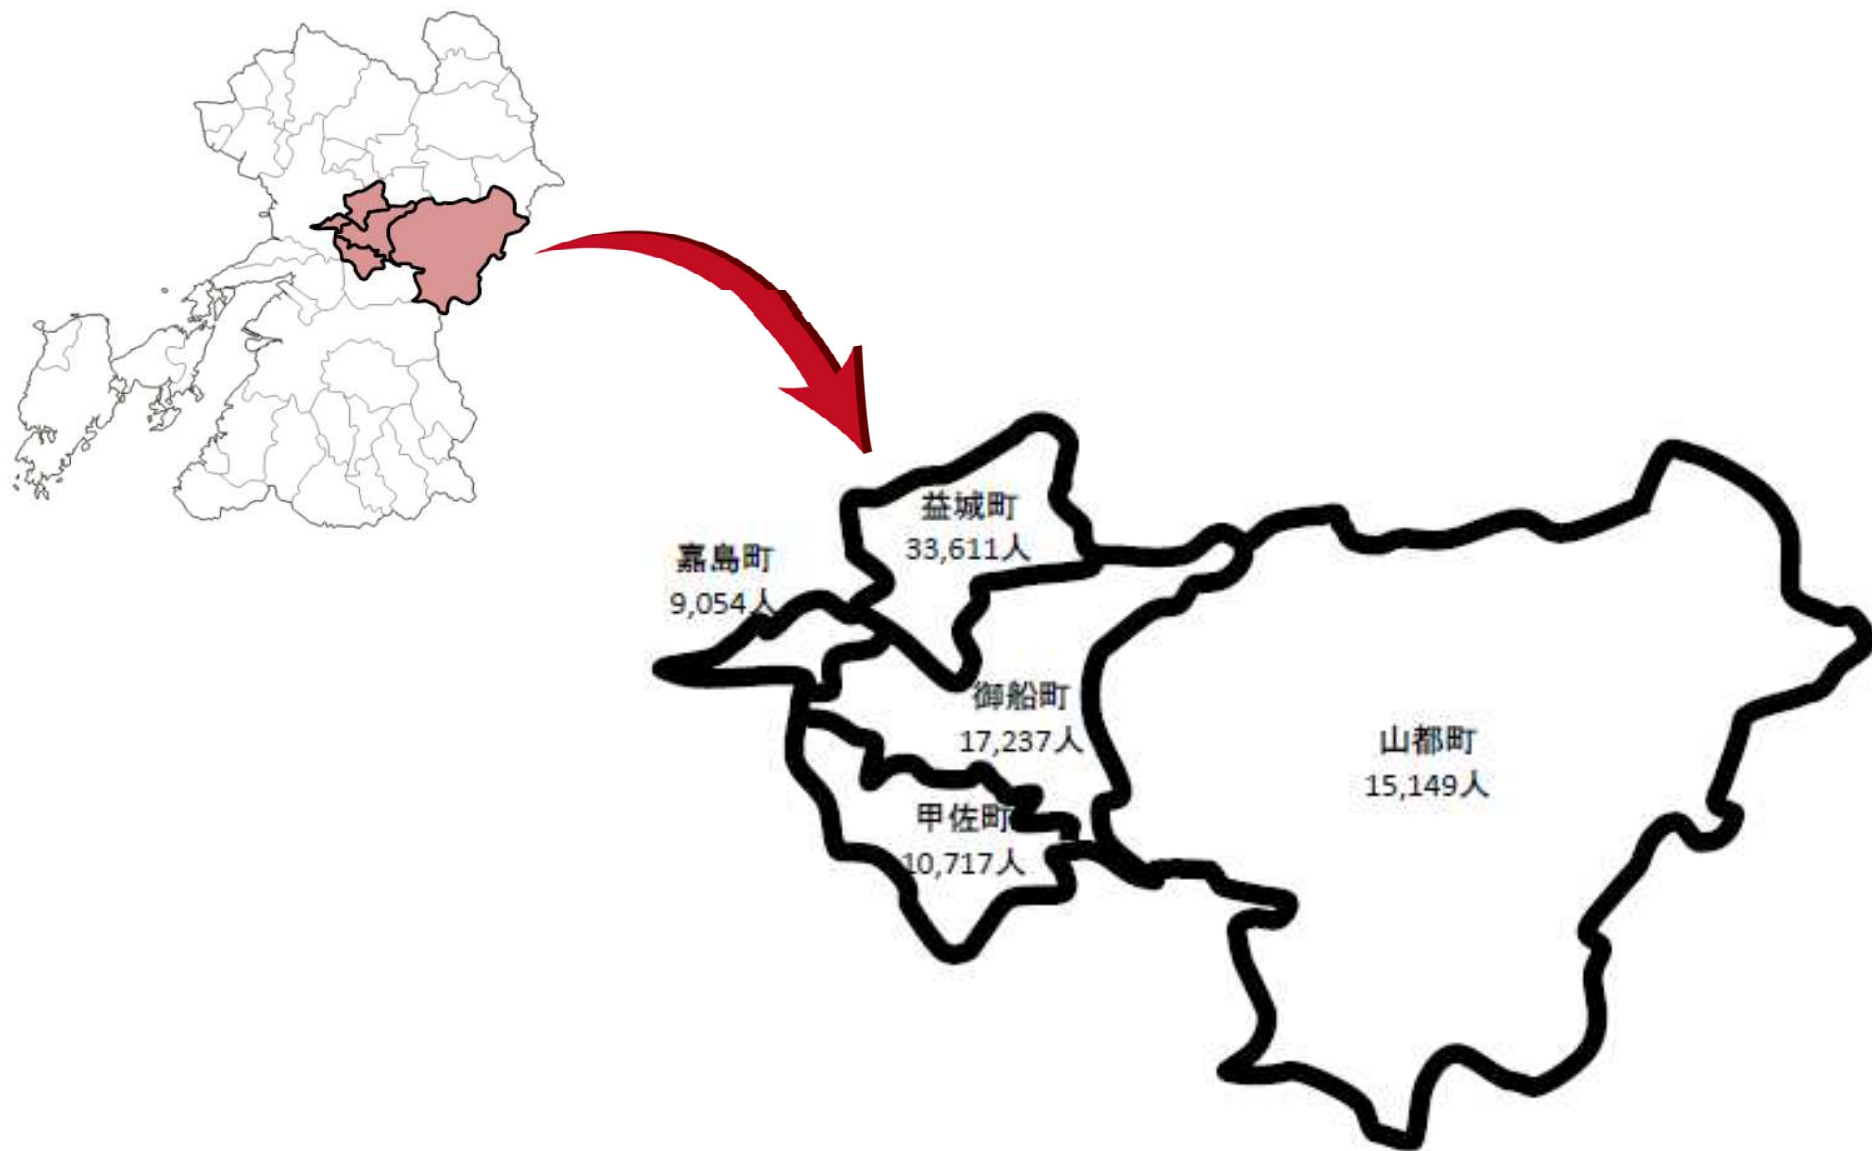 益城町
33,611人
嘉島町
9,054人
御船町
17,237人
山都町
15,149人
甲佐町
10,717人